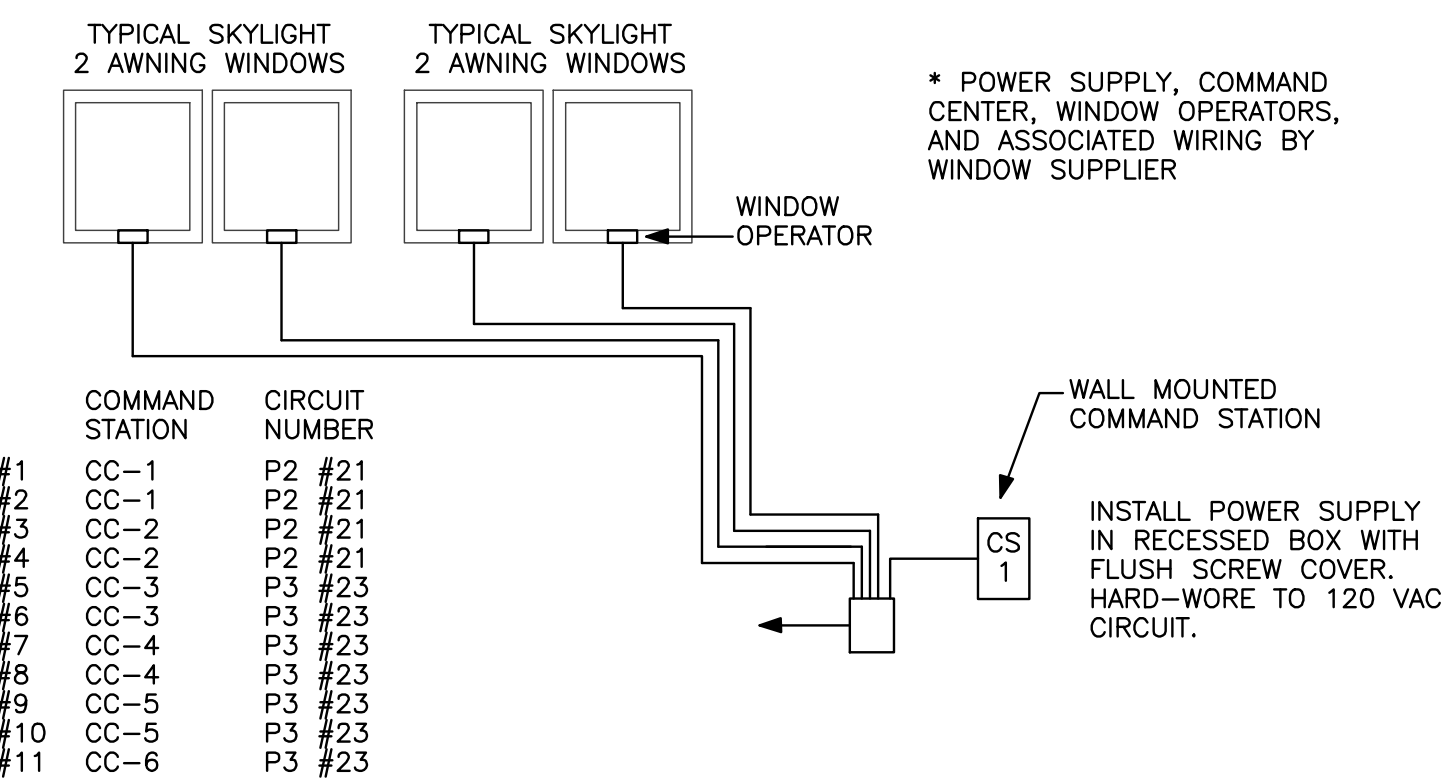 TYPICAL SKYLIGHT
2 AWNING WINDOWS
TYPICAL SKYLIGHT
2 AWNING WINDOWS
* POWER SUPPLY, COMMAND
CENTER, WINDOW OPERATORS,
AND ASSOCIATED WIRING BY
WINDOW SUPPLIER
WINDOW
OPERATOR
WALL MOUNTED
COMMAND STATION
CS
1
INSTALL POWER SUPPLY
IN RECESSED BOX WITH
FLUSH SCREW COVER.
HARD-WORE TO 120 VAC
CIRCUIT.
COMMAND STATION CIRCUIT NUMBER
#1 CC-1 P2 #21
#2 CC-1 P2 #21
#3 CC-2 P2 #21
#4 CC-2 P2 #21
#5 CC-3 P3 #23
#6 CC-3 P3 #23
#7 CC-4 P3 #23
#8 CC-4 P3 #23
#9 CC-5 P3 #23
#10 CC-5 P3 #23
#11 CC-6 P3 #23